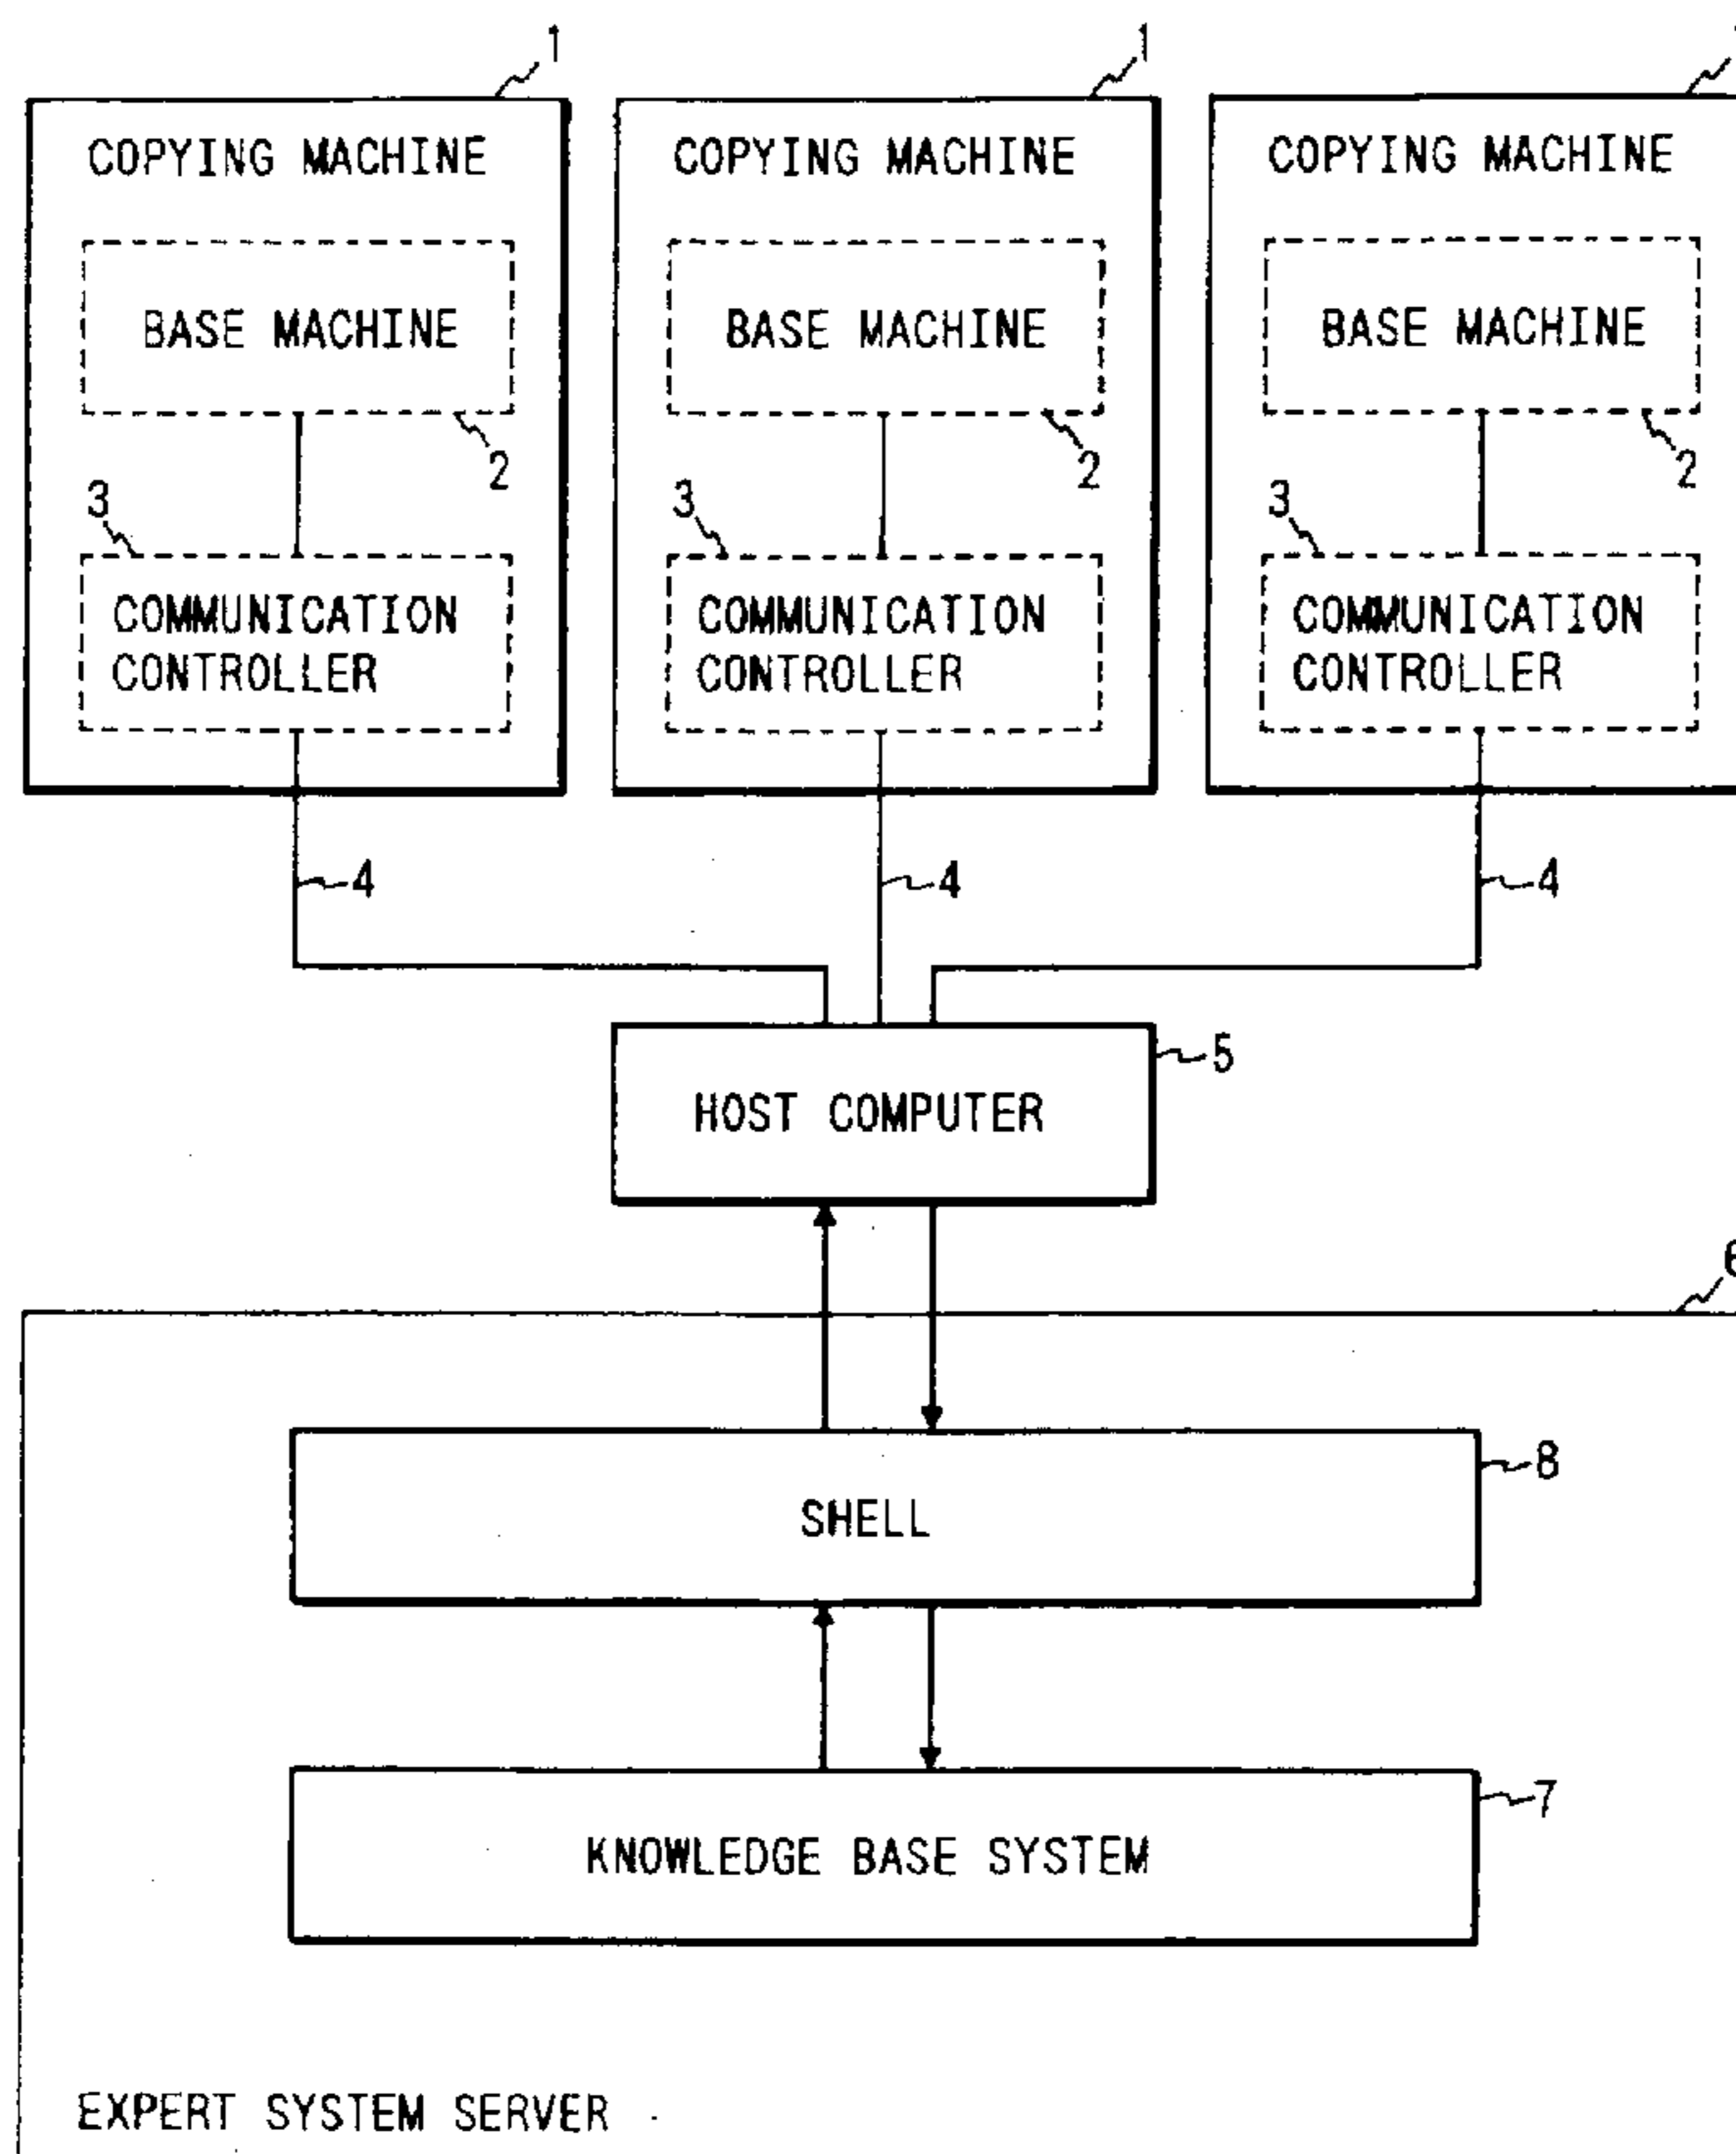 1 1
COPYING MACHINE COPYING MACHINE COPYING MACHINE
BASE MACHINE BASE MACHINE BASE MACHINE
2 2 2
3 3 3
COMMUNICATION CONTROLLER COMMUNICATION CONTROLLER COMMUNICATION CONTROLLER
4 4 4
5
HOST COMPUTER
6
8
SHELL
7
KNOWLEDGE BASE SYSTEM
EXPERT SYSTEM SERVER